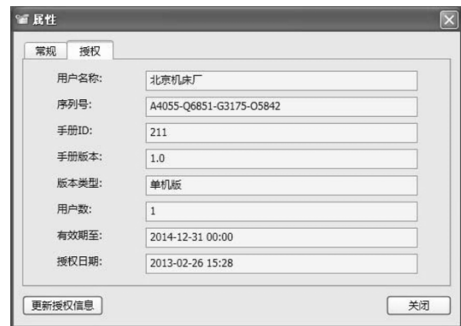 属性
常规 授权
用户名称: 北京机床厂
序列号: A4055-Q6851-G3175-O5842
手册ID: 211
手册版本: 1.0
版本类型: 单机版
用户数: 1
有效期至: 2014-12-31 00:00
授权日期: 2013-02-26 15:28
更新授权信息 关闭